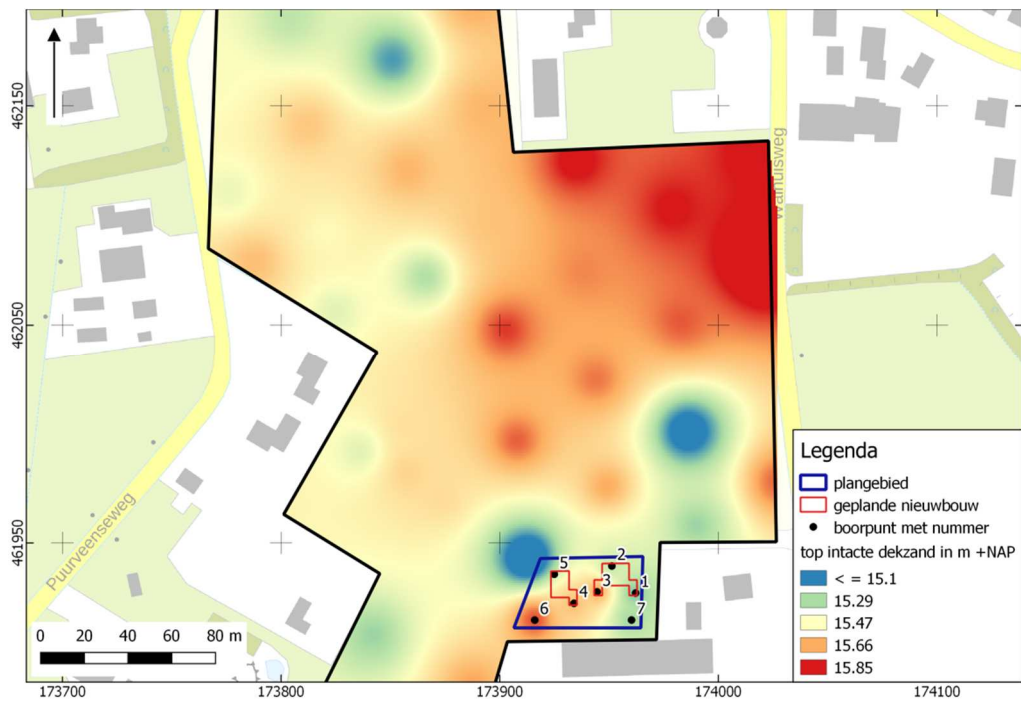 462150
462050
461950
Walhuisweg
Puurveenseweg
5
2
3
1
4
6
7
0 20 40 60 80 m
173700
173800
173900
174000
174100
Legenda
plangebied
geplande nieuwbouw
boorpunt met nummer
top intacte dekzand in m +NAP
< = 15.1
15.29
15.47
15.66
15.85